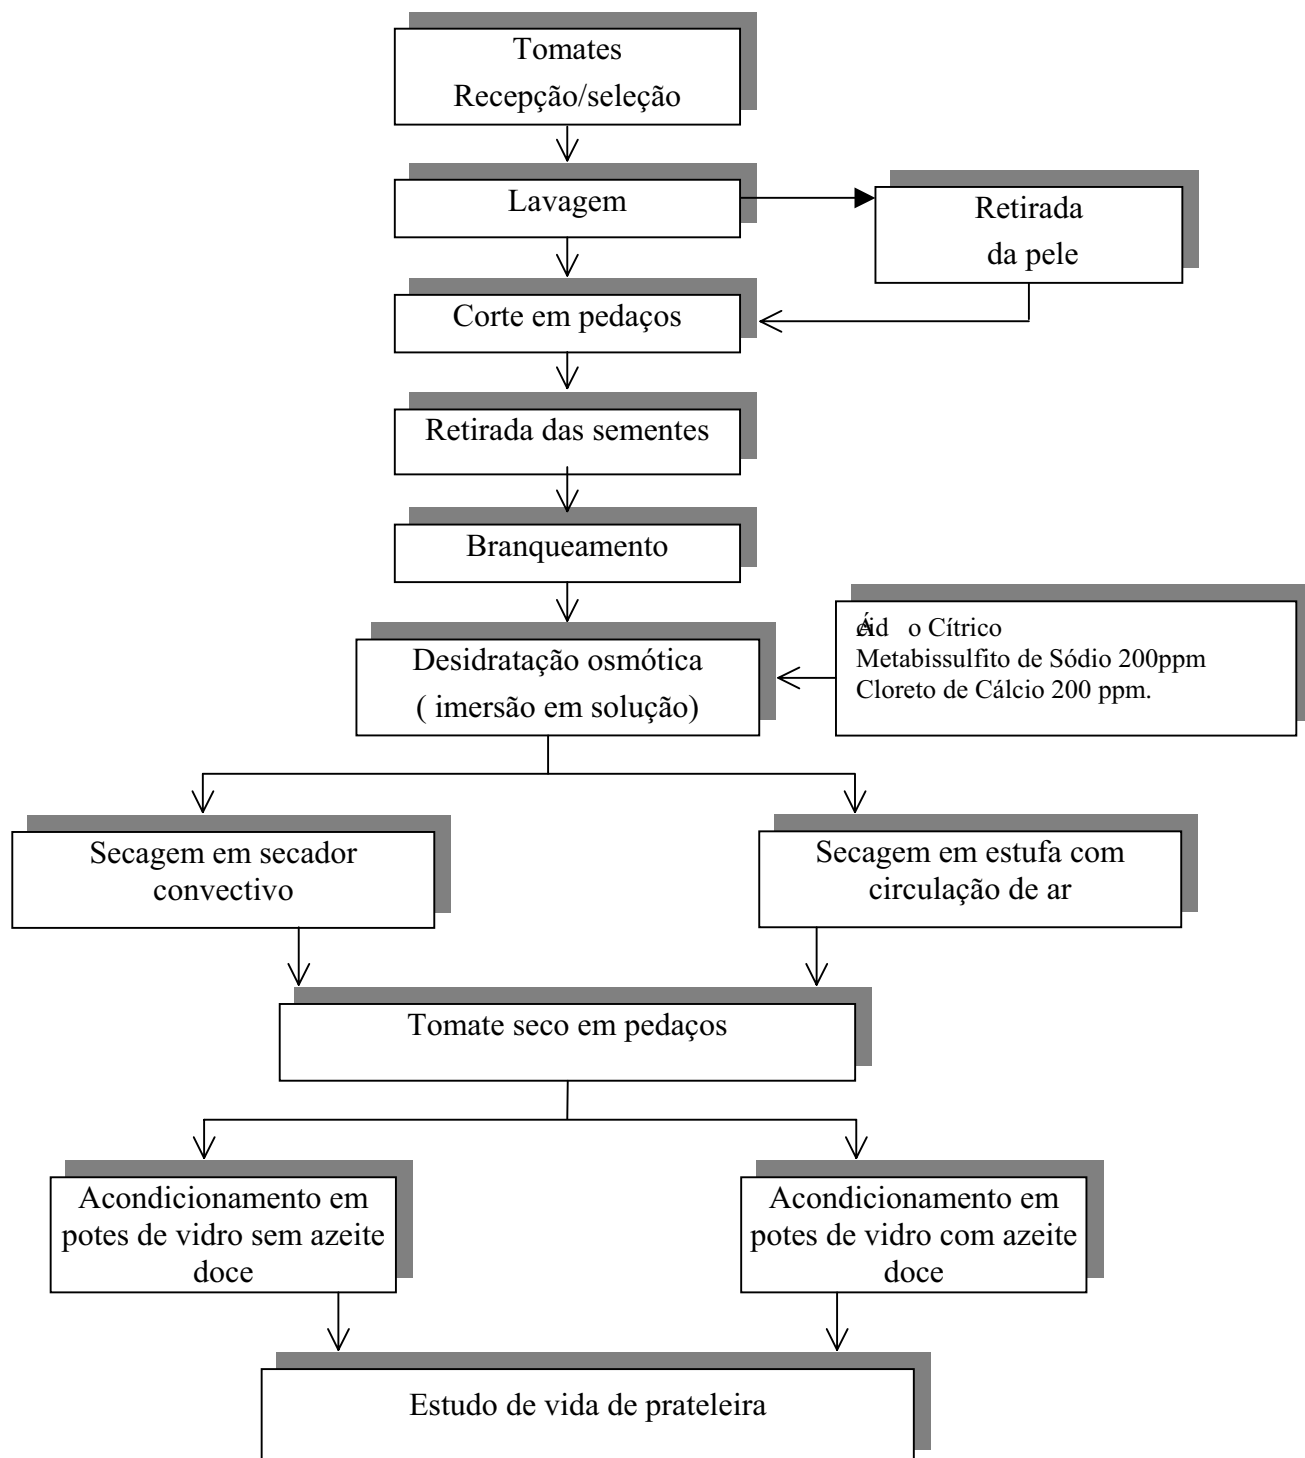 Tomates
Recepção/seleção
Lavagem
Retirada
da pele
Corte em pedaços
Retirada das sementes
Branqueamento
Desidratação osmótica
( imersão em solução)
o Cítrico
Metabissulfito de Sódio 200ppm
Cloreto de Cálcio 200 ppm.
Secagem em secador
convectivo
Secagem em estufa com
circulação de ar
Tomate seco em pedaços
Acondicionamento em
potes de vidro sem azeite
doce
Acondicionamento em
potes de vidro com azeite
doce
Estudo de vida de prateleira